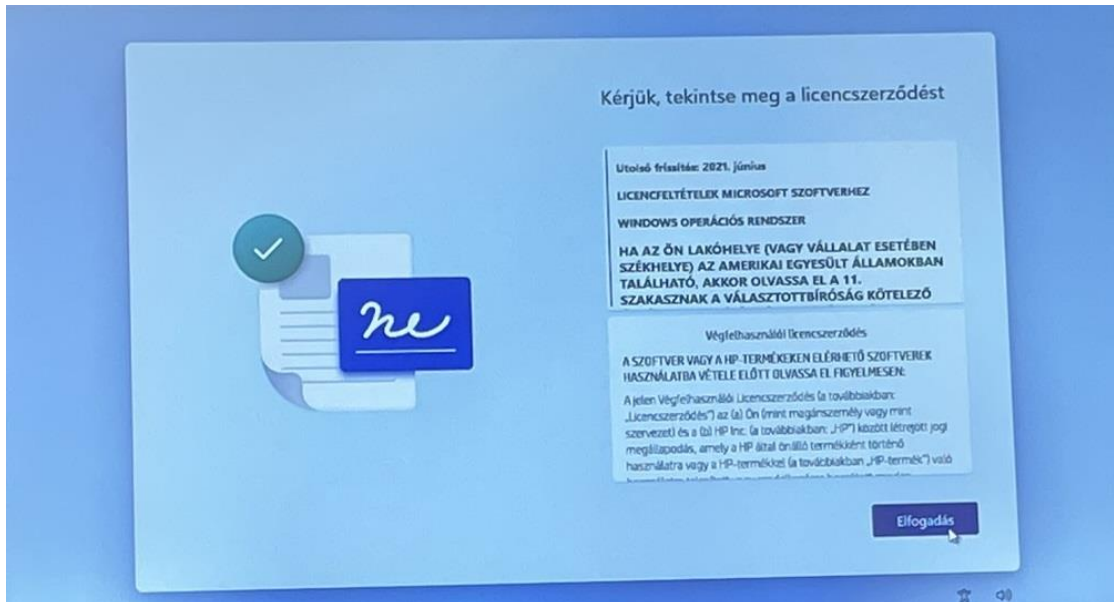 Kérjük, tekintse meg a licencszerződést
Utolsó frissítés: 2021. június
LICENCFELTÉTELEK MICROSOFT SZOFTVERHEZ
WINDOWS OPERÁCIÓS RENDSZER
HA AZ ÖN LAKÓHELYE (VAGY VÁLLALAT ESETÉBEN
SZÉKHELYE) AZ AMERIKAI EGYESÜLT ÁLLAMOKBAN
TALÁLHATÓ, AKKOR OLVASSA EL A 11.
SZAKASZNAK A VÁLASZTOTTBÍRÓSÁG KÖTELEZŐ
Végfelhasználói licencszerződés
A SZOFTVER VAGY A HP-TERMÉKEKEN ELÉRHETŐ SZOFTVEREK
HASZNÁLATBA VÉTELE ELŐTT OLVASSA EL FIGYELMESEN:
A jelen Végfelhasználói Licencszerződés (a továbbiakban:
„Licencszerződés") az (a) Ön (mint magánszemély vagy mint
szervezet) és a (b) HP Inc. (a továbbiakban: „HP") között létrejött jogi
megállapodás, amely a HP által önálló termékként történő
használatra vagy a HP-termékkel (a továbbiakban „HP-termék") való
Elfogadás